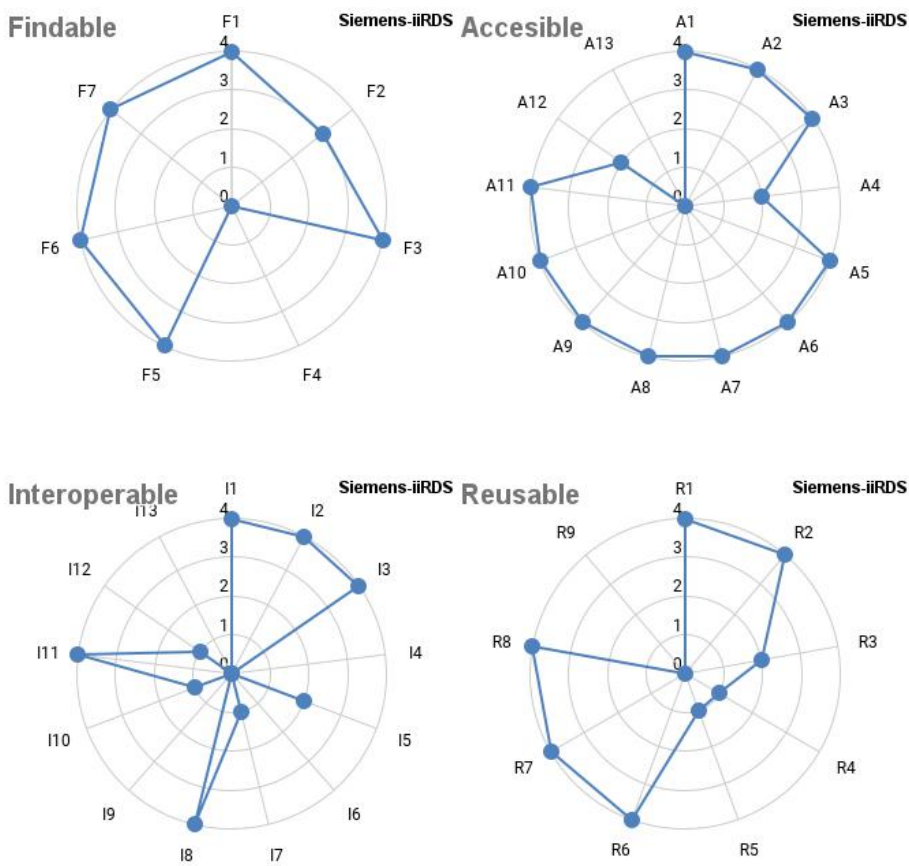 Findable
Siemens-iiRDS
F1
F2
F3
F4
F5
F6
F7
4
3
2
1
0
Accesible
Siemens-iiRDS
A1
A2
A3
A4
A5
A6
A7
A8
A9
A10
A11
A12
A13
4
3
2
1
0
Interoperable
Siemens-iiRDS
I1
I2
I3
I4
I5
I6
I7
I8
I9
I10
I11
I12
I13
4
3
2
1
0
Reusable
Siemens-iiRDS
R1
R2
R3
R4
R5
R6
R7
R8
R9
4
3
2
1
0